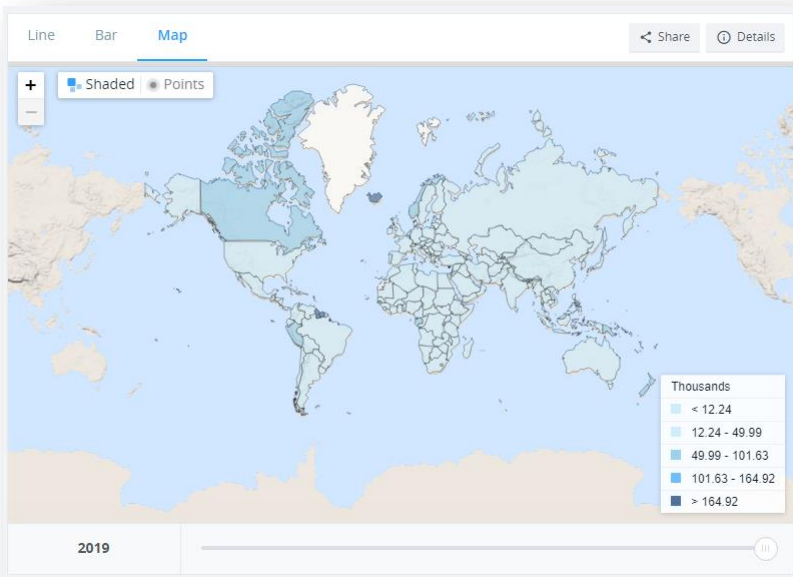 Line Bar Map Share Details
+ Shaded Points
−
Thousands
< 12.24
12.24 - 49.99
49.99 - 101.63
101.63 - 164.92
> 164.92
2019